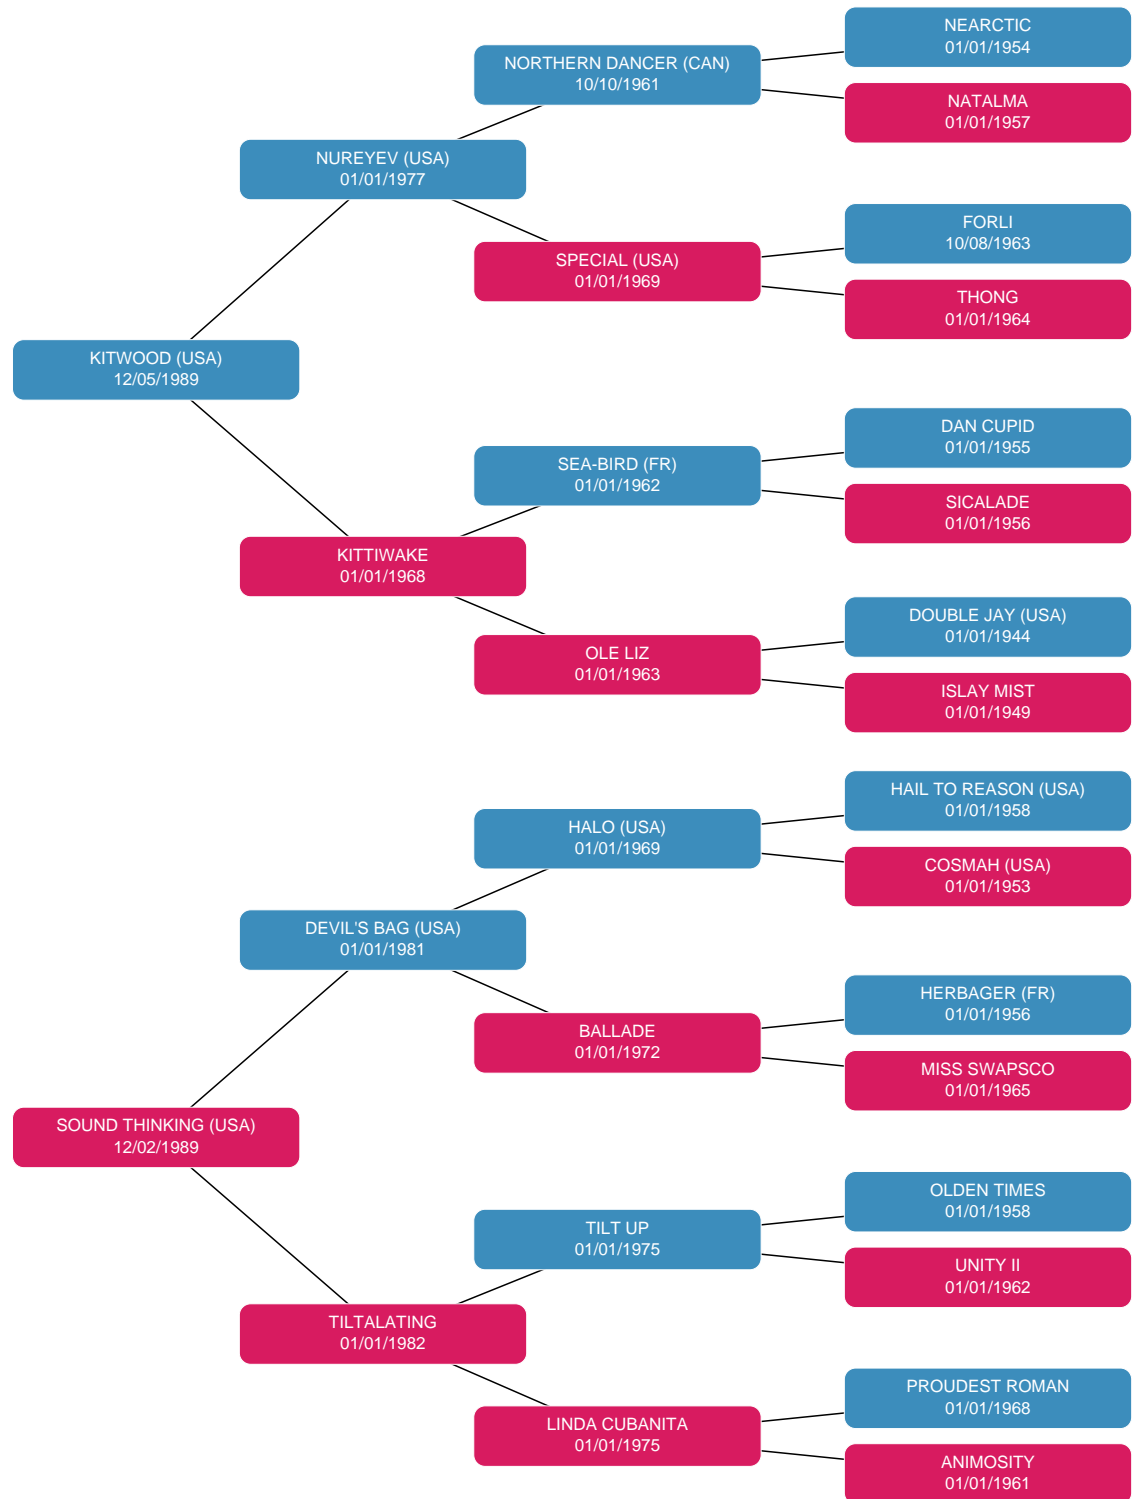 NEARCTIC
01/01/1954
NORTHERN DANCER (CAN)
10/10/1961
NATALMA
01/01/1957
NUREYEV (USA)
01/01/1977
FORLI
10/08/1963
SPECIAL (USA)
01/01/1969
THONG
01/01/1964
KITWOOD (USA)
12/05/1989
DAN CUPID
01/01/1955
SEA-BIRD (FR)
01/01/1962
SICALADE
01/01/1956
KITTIWAKE
01/01/1968
DOUBLE JAY (USA)
01/01/1944
OLE LIZ
01/01/1963
ISLAY MIST
01/01/1949
HAIL TO REASON (USA)
01/01/1958
HALO (USA)
01/01/1969
COSMAH (USA)
01/01/1953
DEVIL'S BAG (USA)
01/01/1981
HERBAGER (FR)
01/01/1956
BALLADE
01/01/1972
MISS SWAPSCO
01/01/1965
SOUND THINKING (USA)
12/02/1989
OLDEN TIMES
01/01/1958
TILT UP
01/01/1975
UNITY II
01/01/1962
TILTALATING
01/01/1982
PROUDEST ROMAN
01/01/1968
LINDA CUBANITA
01/01/1975
ANIMOSITY
01/01/1961